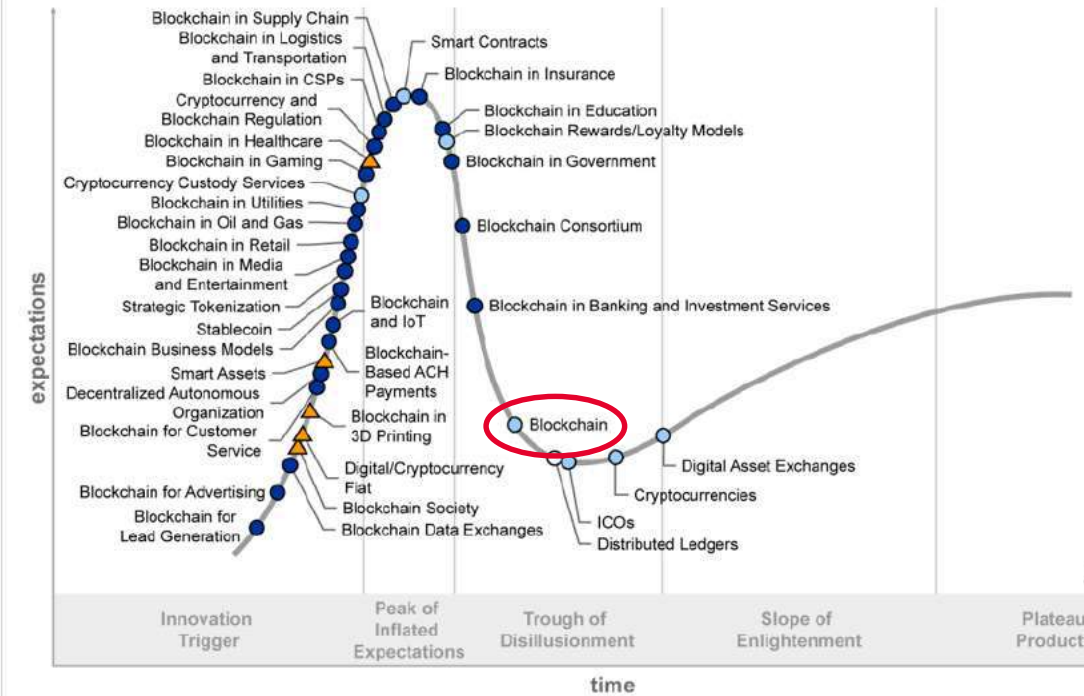 Blockchain in Supply Chain
Blockchain in Logistics
and Transportation
Blockchain in CSPs
Cryptocurrency and
Blockchain Regulation
Blockchain in Healthcare
Blockchain in Gaming
Cryptocurrency Custody Services
Blockchain in Utilities
Blockchain in Oil and Gas
Blockchain in Retail
Blockchain in Media
and Entertainment
Strategic Tokenization
Stablecoin
Blockchain Business Models
Smart Assets
Decentralized Autonomous
Organization
Blockchain for Customer
Service
Blockchain for Advertising
Blockchain for
Lead Generation
Blockchain
and IoT
Blockchain-
Based ACH
Payments
Blockchain in
3D Printing
Digital/Cryptocurrency
Fiat
Blockchain Society
Blockchain Data Exchanges
Smart Contracts
Blockchain in Insurance
Blockchain in Education
Blockchain Rewards/Loyalty Models
Blockchain in Government
Blockchain Consortium
Blockchain in Banking and Investment Services
Blockchain
Digital Asset Exchanges
Cryptocurrencies
ICOs
Distributed Ledgers
expectations
Innovation
Trigger
Peak of
Inflated
Expectations
Trough of
Disillusionment
Slope of
Enlightenment
Plateau
Product
time